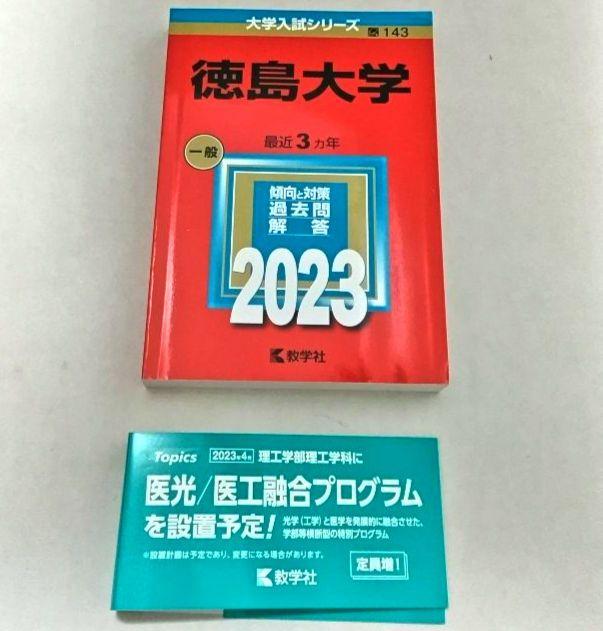 大学入試シリーズ
143
徳島大学
最近3カ年
一般
傾向と対策
過去問
解答
2023
教学社
Topics 2023年4月 理工学部理工学科に
医光/医工融合プログラム
を設置予定! 光学(工学)と医学を発展的に融合させた、
学部等横断型の特別プログラム
※設置計画は予定であり、変更になる場合があります。
定員増!
教学社